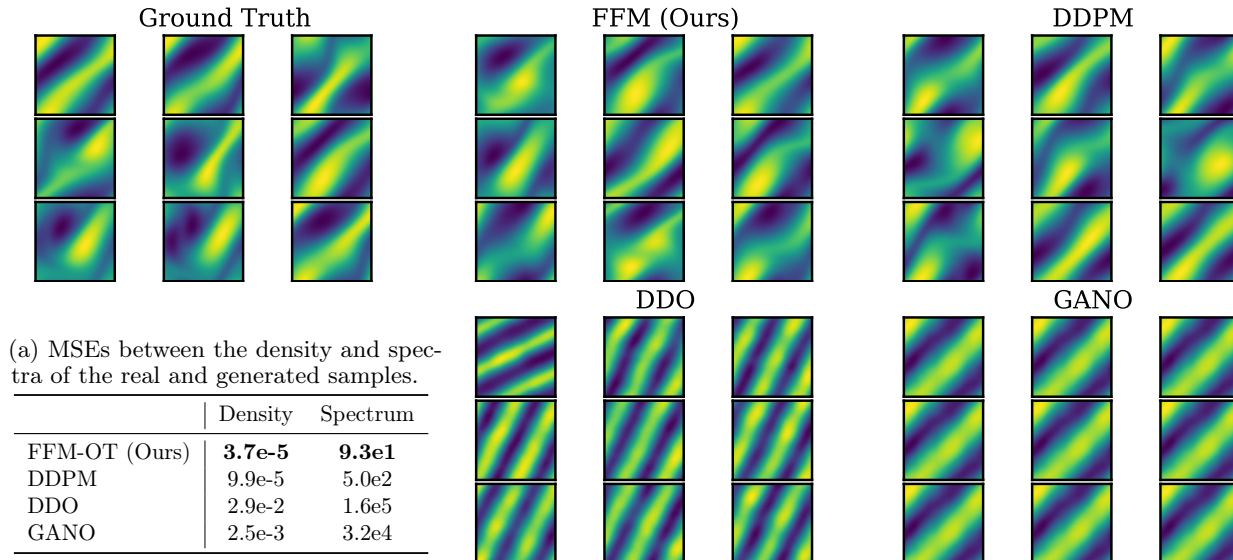 Ground Truth
FFM (Ours)
DDPM
DDO
GANO
(a) MSEs between the density and spec-
tra of the real and generated samples.
Density Spectrum
FFM-OT (Ours) 3.7e-5 9.3e1
DDPM 9.9e-5 5.0e2
DDO 2.9e-2 1.6e5
GANO 2.5e-3 3.2e4